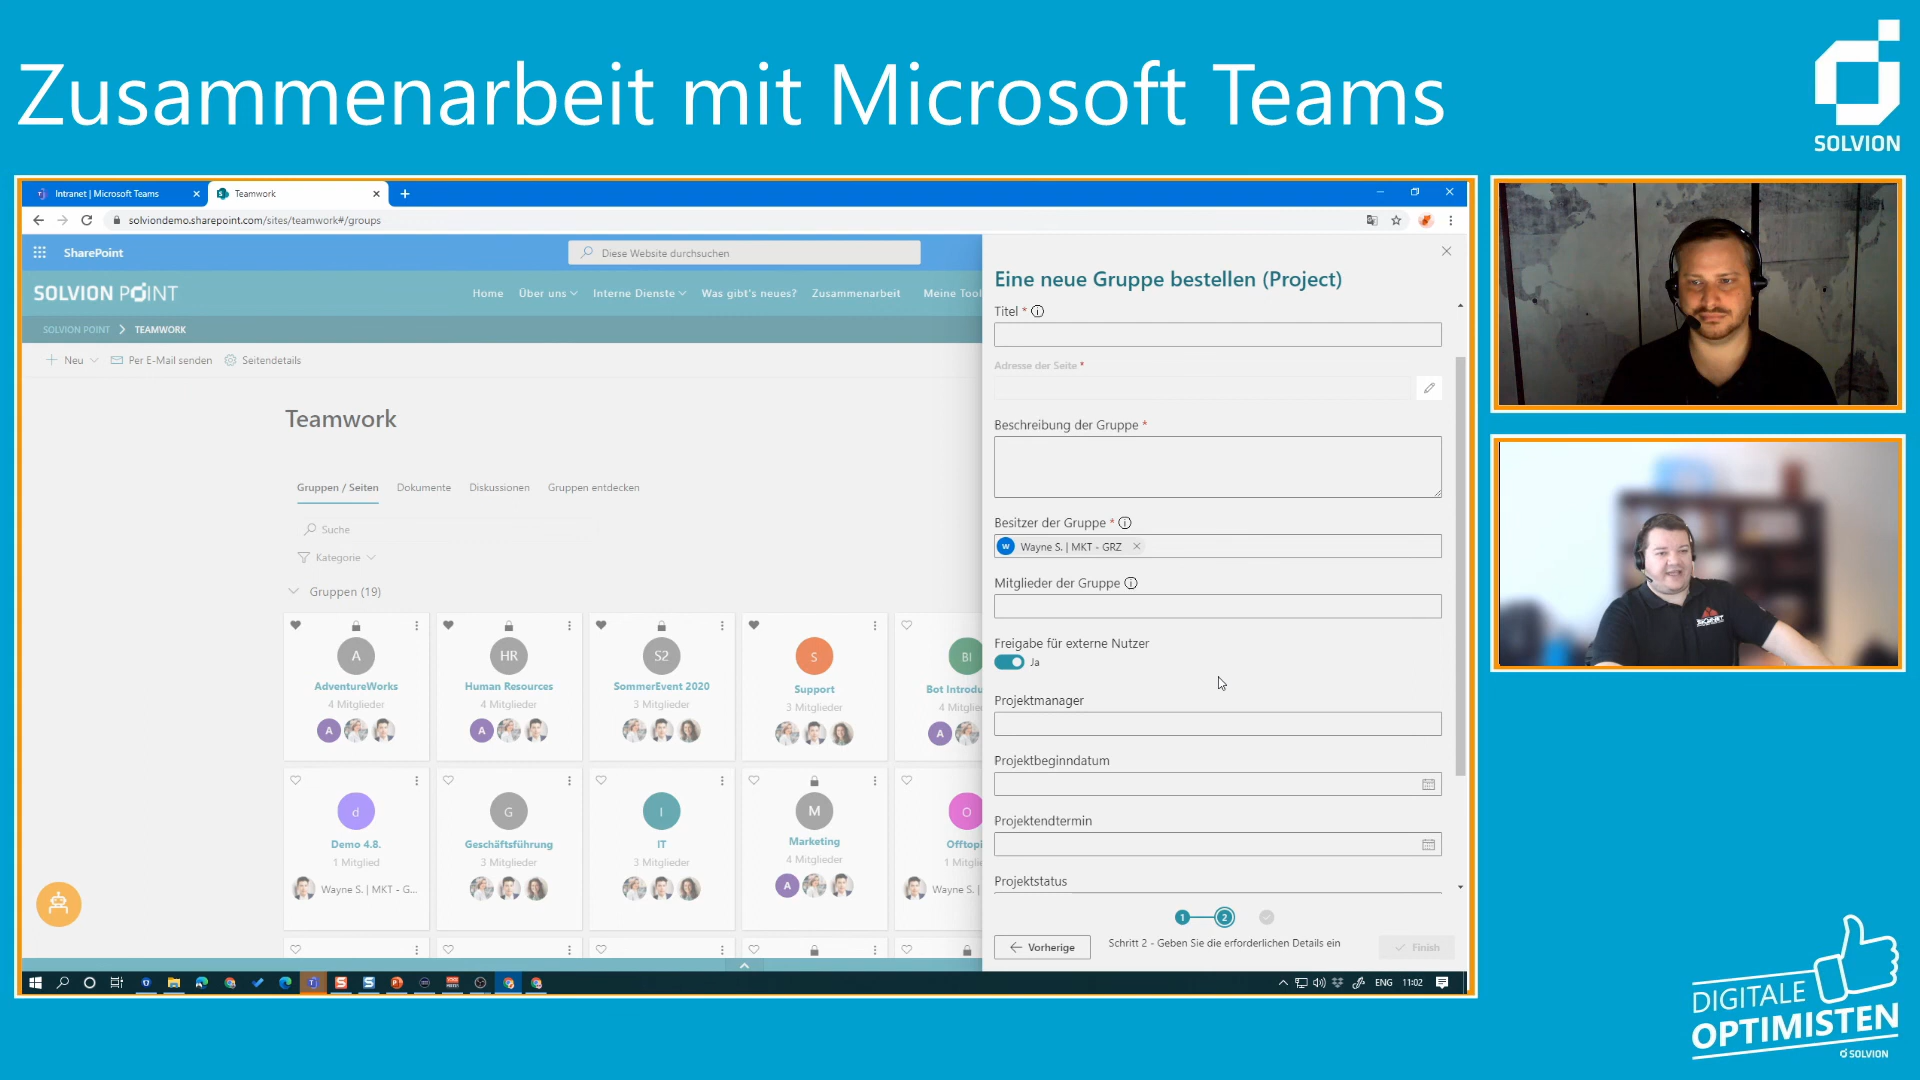 Zusammenarbeit mit Microsoft Teams
SOLVION
Intranet | Microsoft Teams
Teamwork
solviondemo.sharepoint.com/sites/teamwork#/groups
SharePoint
Diese Website durchsuchen
SOLVION POINT
Home
Über uns
Interne Dienste
Was gibt's neues?
Zusammenarbeit
Meine Tool
SOLVION POINT > TEAMWORK
Neu
Per E-Mail senden
Seitendetails
Teamwork
Gruppen / Seiten
Dokumente
Diskussionen
Gruppen entdecken
Suche
Kategorie
Gruppen (19)
A
HR
S2
S
BI
AdventureWorks
Human Resources
SommerEvent 2020
Support
Bot Introdu
4 Mitglieder
4 Mitglieder
3 Mitglieder
3 Mitglieder
4 Mitglie
A
A
A
d
G
I
M
O
Demo 4.8.
Geschäftsführung
IT
Marketing
Offtopi
1 Mitglied
3 Mitglieder
3 Mitglieder
4 Mitglieder
1 Mitgli
Wayne S. | MKT - G...
A
Wayne S. |
Eine neue Gruppe bestellen (Project)
Titel *
Adresse der Seite *
Beschreibung der Gruppe *
Besitzer der Gruppe *
W Wayne S. | MKT - GRZ
Mitglieder der Gruppe
Freigabe für externe Nutzer
Ja
Projektmanager
Projektbeginndatum
Projektendtermin
Projektstatus
1
2
Vorherige
Schritt 2 - Geben Sie die erforderlichen Details ein
Finish
ENG
11:02
DIGITALE
OPTIMISTEN
SOLVION